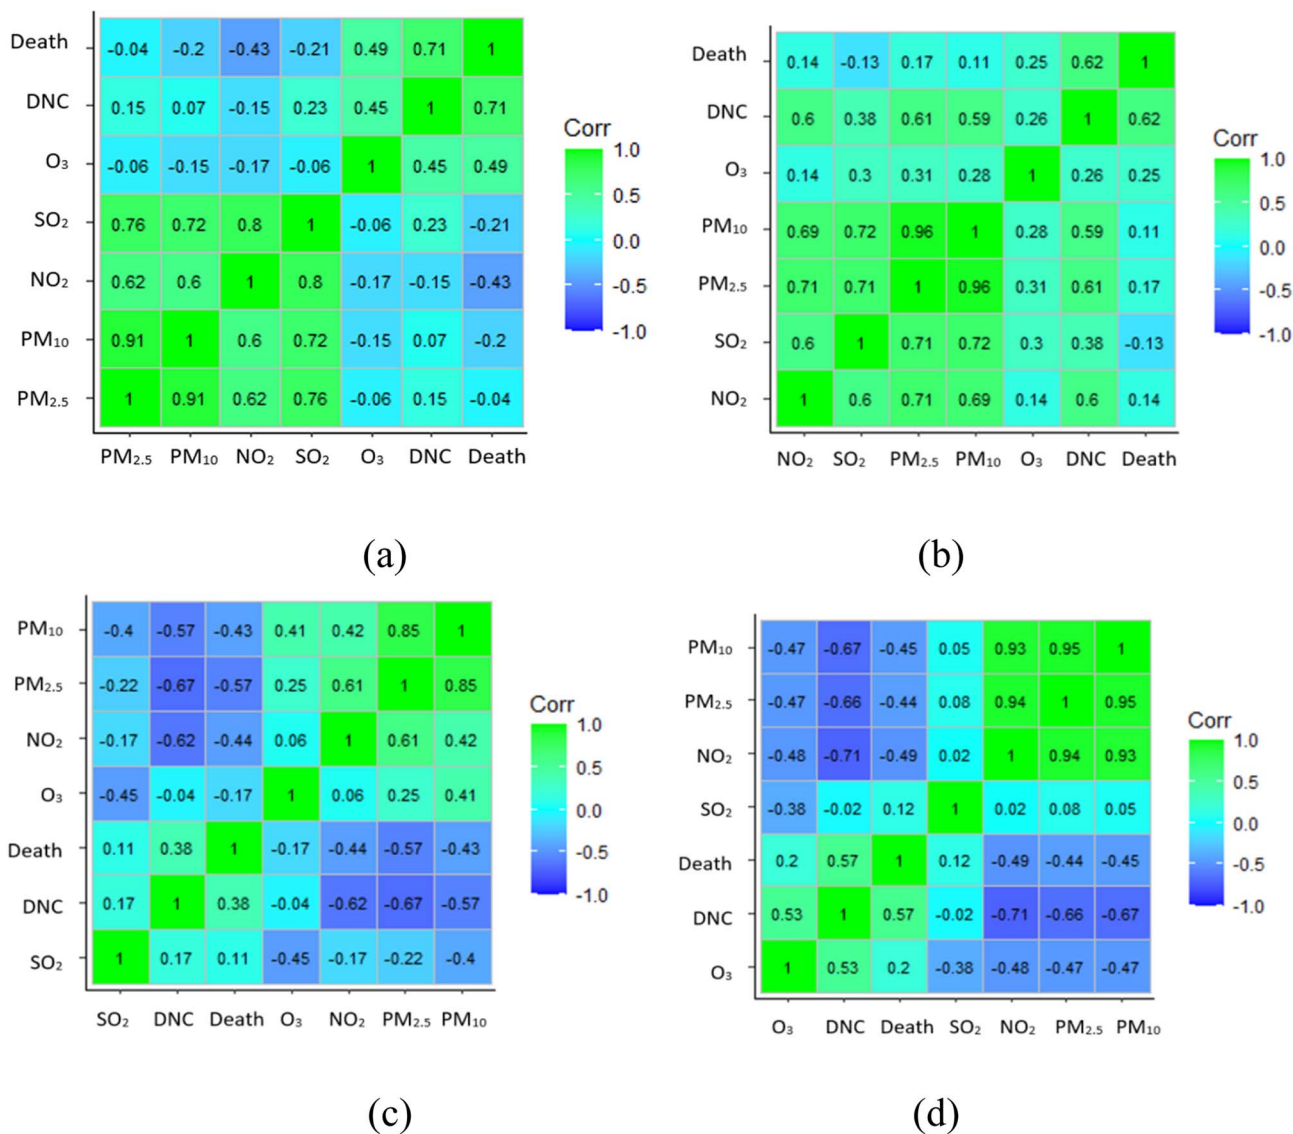 Death -0.04 -0.2 -0.43 -0.21 0.49 0.71 1
DNC 0.15 0.07 -0.15 0.23 0.45 1 0.71
O₃ -0.06 -0.15 -0.17 -0.06 1 0.45 0.49
SO₂ 0.76 0.72 0.8 1 -0.06 0.23 -0.21
NO₂ 0.62 0.6 1 0.8 -0.17 -0.15 -0.43
PM₁₀ 0.91 1 0.6 0.72 -0.15 0.07 -0.2
PM₂.₅ 1 0.91 0.62 0.76 -0.06 0.15 -0.04
PM₂.₅ PM₁₀ NO₂ SO₂ O₃ DNC Death
Corr
1.0
0.5
0.0
-0.5
-1.0
(a)
Death 0.14 -0.13 0.17 0.11 0.25 0.62 1
DNC 0.6 0.38 0.61 0.59 0.26 1 0.62
O₃ 0.14 0.3 0.31 0.28 1 0.26 0.25
PM₁₀ 0.69 0.72 0.96 1 0.28 0.59 0.11
PM₂.₅ 0.71 0.71 1 0.96 0.31 0.61 0.17
SO₂ 0.6 1 0.71 0.72 0.3 0.38 -0.13
NO₂ 1 0.6 0.71 0.69 0.14 0.6 0.14
NO₂ SO₂ PM₂.₅ PM₁₀ O₃ DNC Death
Corr
1.0
0.5
0.0
-0.5
-1.0
(b)
PM₁₀ -0.4 -0.57 -0.43 0.41 0.42 0.85 1
PM₂.₅ -0.22 -0.67 -0.57 0.25 0.61 1 0.85
NO₂ -0.17 -0.62 -0.44 0.06 1 0.61 0.42
O₃ -0.45 -0.04 -0.17 1 0.06 0.25 0.41
Death 0.11 0.38 1 -0.17 -0.44 -0.57 -0.43
DNC 0.17 1 0.38 -0.04 -0.62 -0.67 -0.57
SO₂ 1 0.17 0.11 -0.45 -0.17 -0.22 -0.4
SO₂ DNC Death O₃ NO₂ PM₂.₅ PM₁₀
Corr
1.0
0.5
0.0
-0.5
-1.0
(c)
PM₁₀ -0.47 -0.67 -0.45 0.05 0.93 0.95 1
PM₂.₅ -0.47 -0.66 -0.44 0.08 0.94 1 0.95
NO₂ -0.48 -0.71 -0.49 0.02 1 0.94 0.93
SO₂ -0.38 -0.02 0.12 1 0.02 0.08 0.05
Death 0.2 0.57 1 0.12 -0.49 -0.44 -0.45
DNC 0.53 1 0.57 -0.02 -0.71 -0.66 -0.67
O₃ 1 0.53 0.2 -0.38 -0.48 -0.47 -0.47
O₃ DNC Death SO₂ NO₂ PM₂.₅ PM₁₀
Corr
1.0
0.5
0.0
-0.5
-1.0
(d)